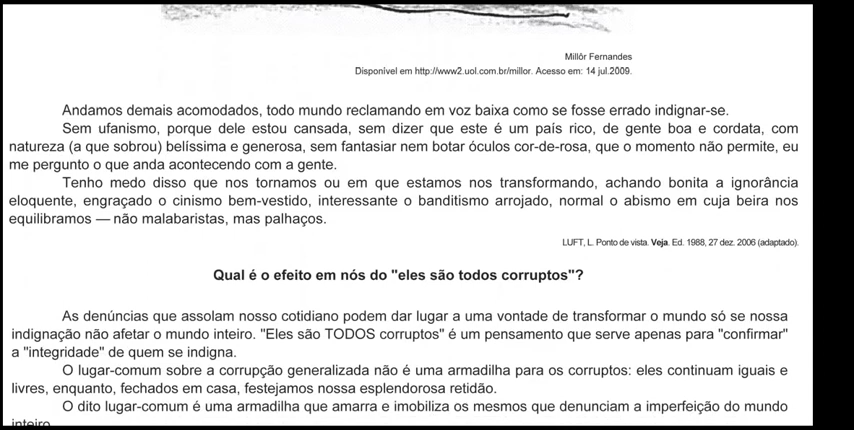 Millôr Fernandes
Disponível em http://www2.uol.com.br/millor. Acesso em: 14 jul.2009.
Andamos demais acomodados, todo mundo reclamando em voz baixa como se fosse errado indignar-se.
Sem ufanismo, porque dele estou cansada, sem dizer que este é um país rico, de gente boa e cordata, com
natureza (a que sobrou) belíssima e generosa, sem fantasiar nem botar óculos cor-de-rosa, que o momento não permite, eu
me pergunto o que anda acontecendo com a gente.
Tenho medo disso que nos tornamos ou em que estamos nos transformando, achando bonita a ignorância
eloquente, engraçado o cinismo bem-vestido, interessante o banditismo arrojado, normal o abismo em cuja beira nos
equilibramos — não malabaristas, mas palhaços.
LUFT, L. Ponto de vista. Veja. Ed. 1988, 27 dez. 2006 (adaptado).
Qual é o efeito em nós do "eles são todos corruptos"?
As denúncias que assolam nosso cotidiano podem dar lugar a uma vontade de transformar o mundo só se nossa
indignação não afetar o mundo inteiro. "Eles são TODOS corruptos" é um pensamento que serve apenas para "confirmar"
a "integridade" de quem se indigna.
O lugar-comum sobre a corrupção generalizada não é uma armadilha para os corruptos: eles continuam iguais e
livres, enquanto, fechados em casa, festejamos nossa esplendorosa retidão.
O dito lugar-comum é uma armadilha que amarra e imobiliza os mesmos que denunciam a imperfeição do mundo
inteiro